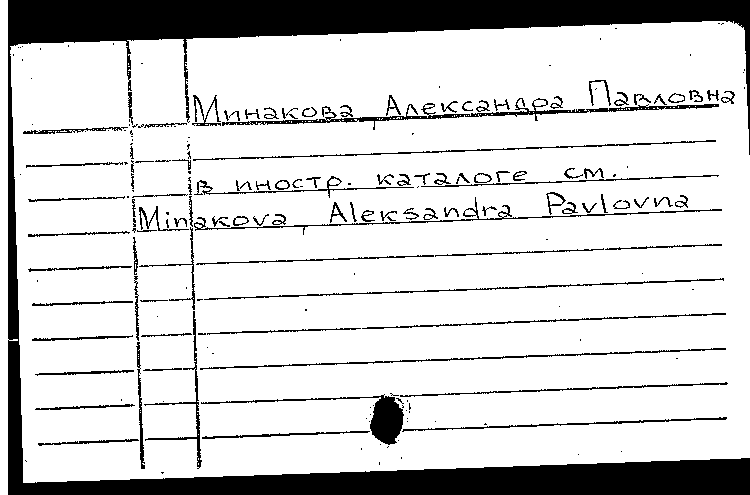 Минакова, Александра Павловна
в иностр. каталоге см.
Minakova, Aleksandra Pavlovna